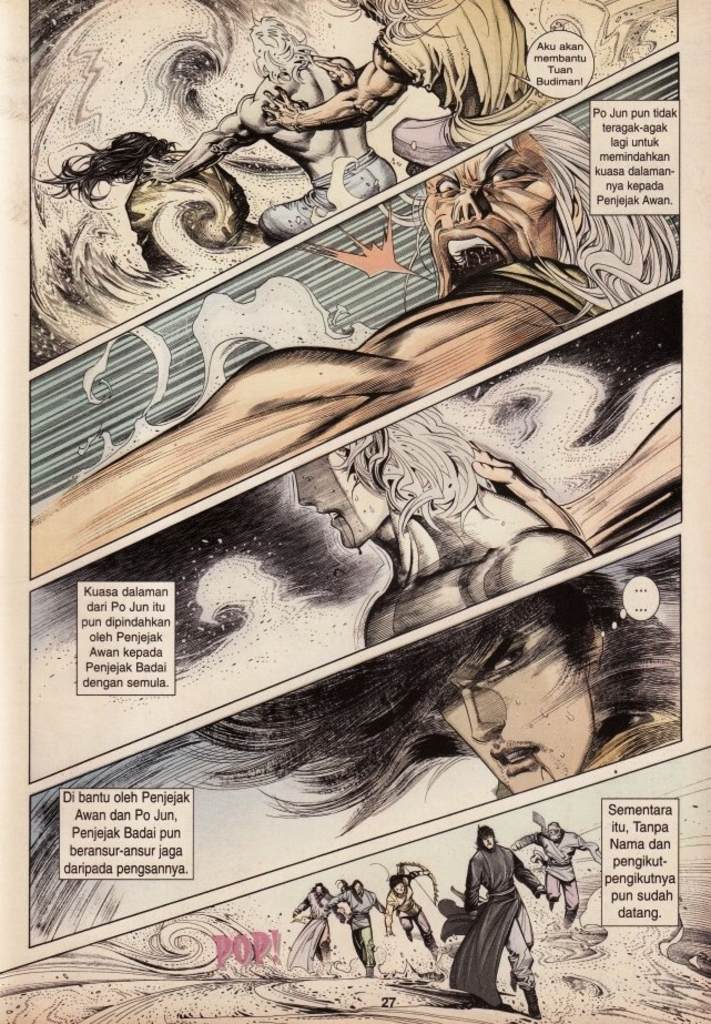 Aku akan
membantu
Tuan
Budiman!
Po Jun pun tidak
teragak-agak
lagi untuk
memindahkan
kuasa dalaman-
nya kepada
Penjejak Awan.
Kuasa dalaman
dari Po Jun itu
pun dipindahkan
oleh Penjejak
Awan kepada
Penjejak Badai
dengan semula.
...
...
Di bantu oleh Penjejak
Awan dan Po Jun,
Penjejak Badai pun
beransur-ansur jaga
daripada pengsannya.
Sementara
itu, Tanpa
Nama dan
pengikut-
pengikutnya
pun sudah
datang.
POP!
27